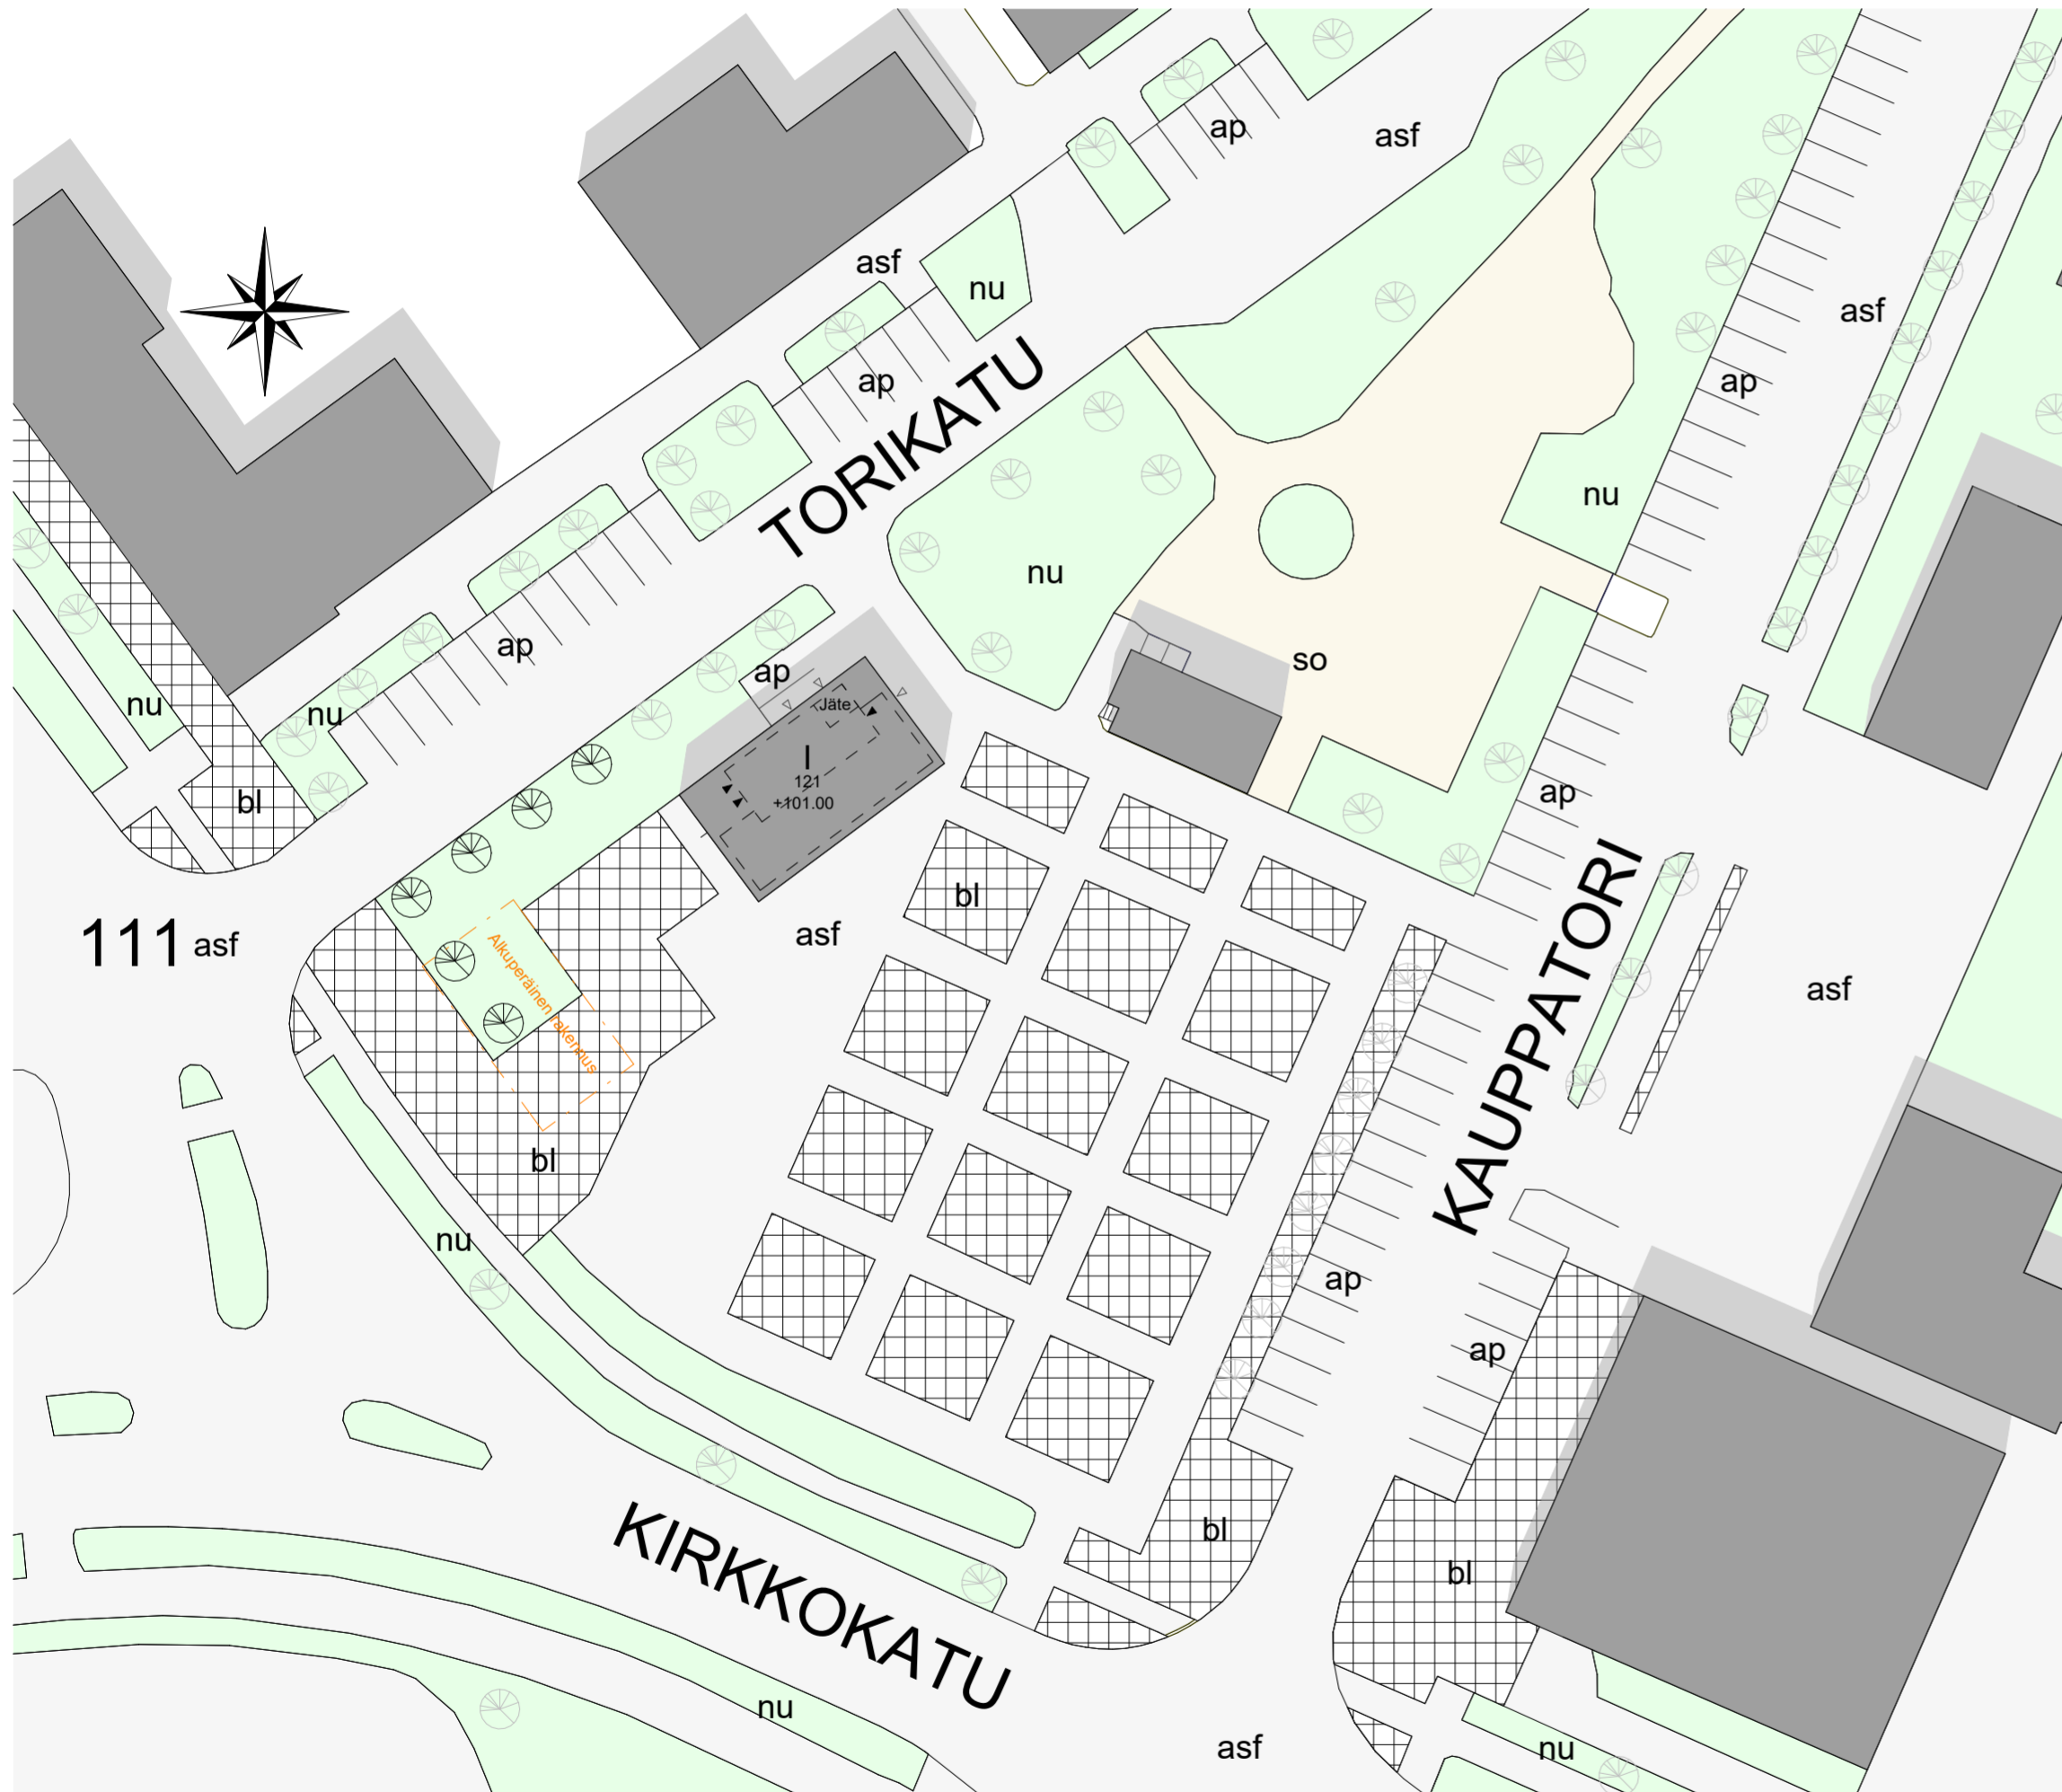 ap
asf
asf
nu
asf
ap
ap
TORIKATU
nu
nu
ap
so
ap
nu
nu
Jäte
I
121
+101.00
bl
ap
bl
KAUPPATORI
111
asf
asf
Alkuperäinen rakennus
asf
bl
nu
ap
ap
bl
bl
KIRKKOKATU
nu
asf
nu